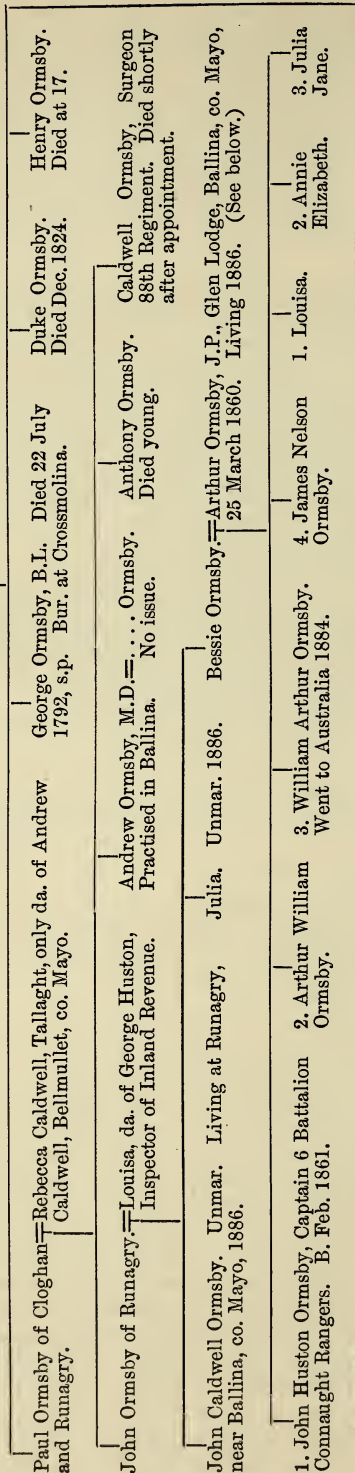 Paul Ormsby of Cloghan=Rebecca Caldwell, Tallaght, only da. of Andrew
and Runagry. Caldwell, Bellmullet, co. Mayo.
George Ormsby, B.L. Died 22 July
1792, s.p. Bur. at Crossmolina.
Duke Ormsby.
Died Dec. 1824.
Henry Ormsby.
Died at 17.
John Ormsby of Runagry.=Louisa, da. of George Huston,
Inspector of Inland Revenue.
Andrew Ormsby, M.D.=.... Ormsby.
Practised in Ballina. No issue.
Anthony Ormsby.
Died young.
Caldwell Ormsby, Surgeon
88th Regiment. Died shortly
after appointment.
John Caldwell Ormsby. Unmar. Living at Runagry,
near Ballina, co. Mayo, 1886.
Julia. Unmar. 1886.
Bessie Ormsby.=Arthur Ormsby, J.P., Glen Lodge, Ballina, co. Mayo,
25 March 1860. Living 1886. (See below.)
1. John Huston Ormsby, Captain 6 Battalion
Connaught Rangers. B. Feb. 1861.
2. Arthur William
Ormsby.
3. William Arthur Ormsby.
Went to Australia 1884.
4. James Nelson
Ormsby.
1. Louisa.
2. Annie
Elizabeth.
3. Julia
Jane.